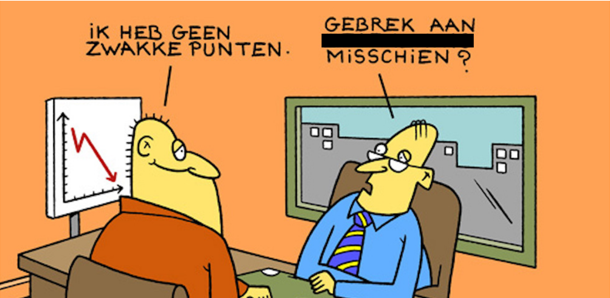 iK HEB GEEN
ZWAKKE PUNTEN.
GEBREK AAN
MiSSCHiEN?